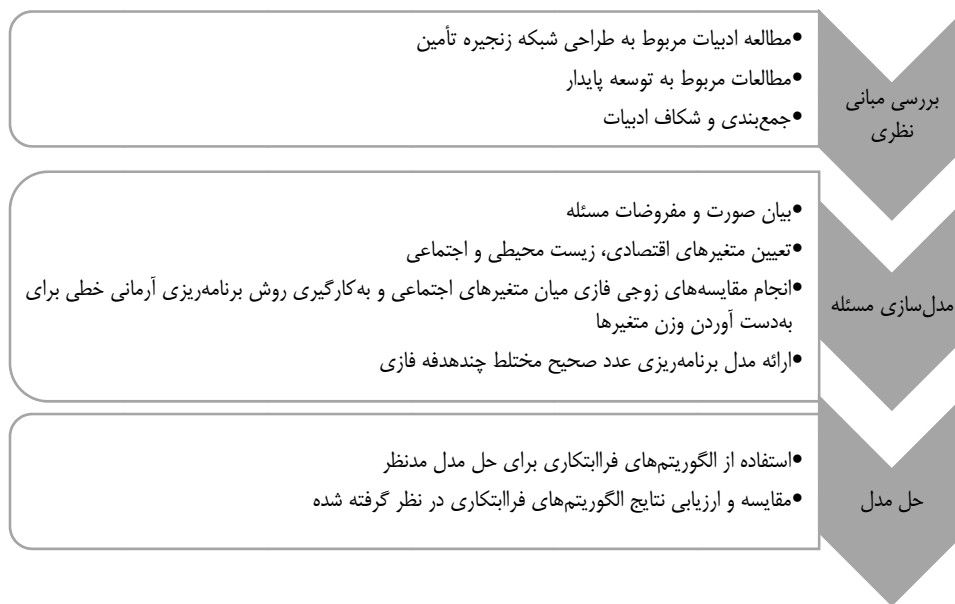 بررسی مبانی
نظری
•مطالعه ادبیات مربوط به طراحی شبکه زنجیره تأمین
•مطالعات مربوط به توسعه پایدار
•جمع‌بندی و شکاف ادبیات
مدل‌سازی مسئله
•بیان صورت و مفروضات مسئله
•تعیین متغیرهای اقتصادی، زیست محیطی و اجتماعی
•انجام مقایسه‌های زوجی فازی میان متغیرهای اجتماعی و به‌کارگیری روش برنامه‌ریزی آرمانی خطی برای
به‌دست آوردن وزن متغیرها
•ارائه مدل برنامه‌ریزی عدد صحیح مختلط چندهدفه فازی
حل مدل
•استفاده از الگوریتم‌های فراابتکاری برای حل مدل مدنظر
•مقایسه و ارزیابی نتایج الگوریتم‌های فراابتکاری در نظر گرفته شده